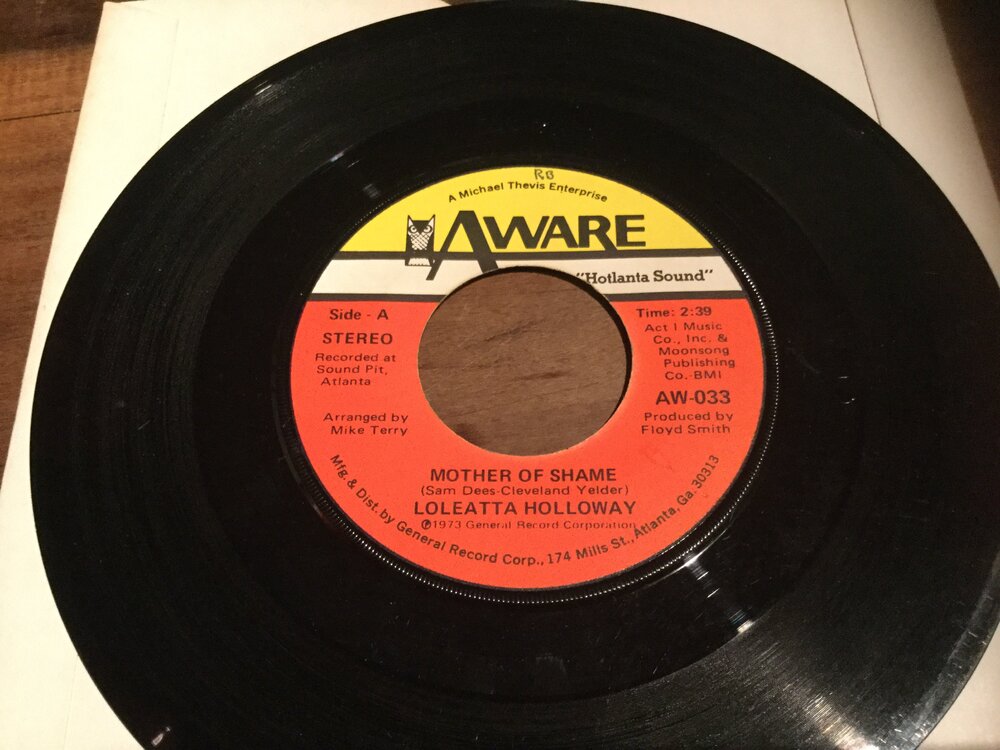 RB
A Michael Thevis Enterprise
AWARE
"Hotlanta Sound"
Side - A
STEREO
Recorded at
Sound Pit,
Atlanta
Arranged by
Mike Terry
Time: 2:39
Act I Music
Co., Inc. &
Moonsong
Publishing
Co.-BMI
AW-033
Produced by
Floyd Smith
MOTHER OF SHAME
(Sam Dees-Cleveland Yelder)
LOLEATTA HOLLOWAY
℗1973 General Record Corporation
Mfg. & Dist. by General Record Corp., 174 Mills St., Atlanta, Ga. 30313